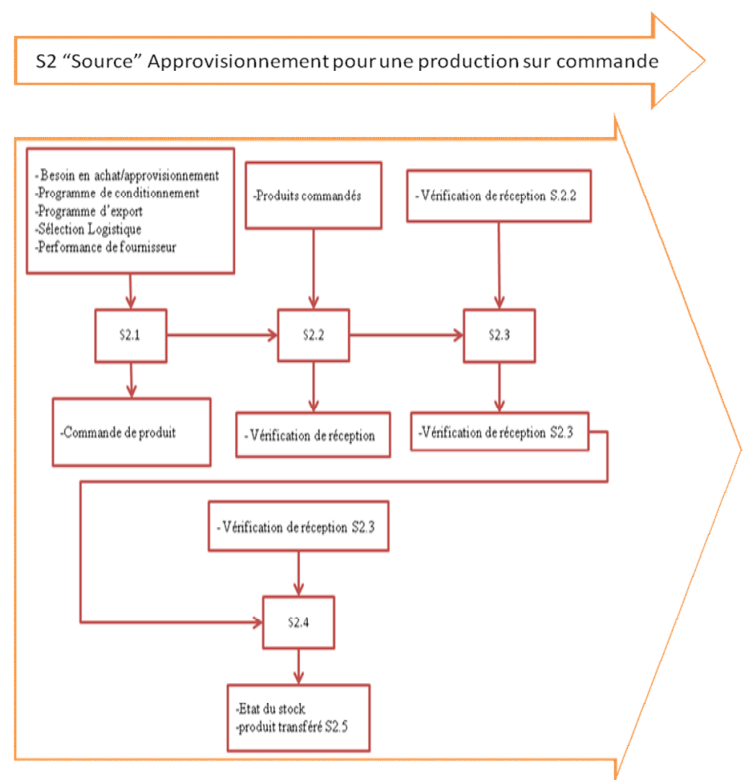 S2 “Source” Approvisionnement pour une production sur commande
-Besoin en achat/approvisionnement
-Programme de conditionnement
-Programme d’export
-Sélection Logistique
-Performance de fournisseur
-Produits commandés
- Vérification de réception S.2.2
S2.1
S2.2
S2.3
-Commande de produit
- Vérification de réception
-Vérification de réception S2.3
- Vérification de réception S2.3
S2.4
-Etat du stock
-produit transféré S2.5